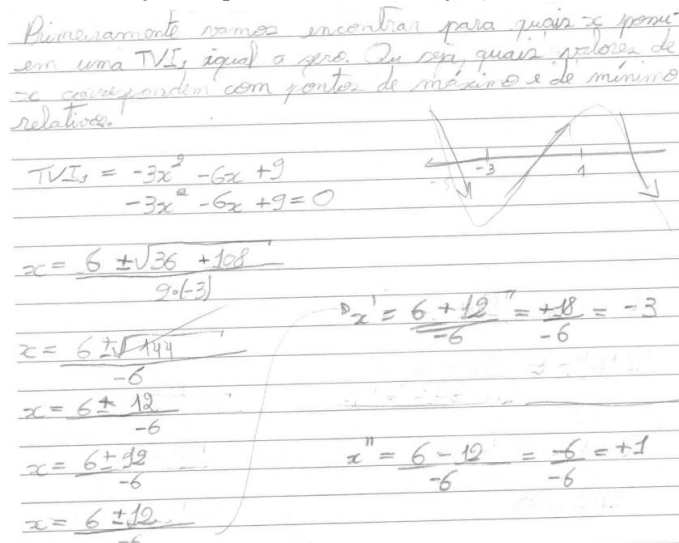 Primeiramente vamos encontrar para quais x possu-
em uma TVI, igual a zero. Ou seja, quais valores de
x correspondem com pontos de máximo e de mínimo
relativos.
TVI, = -3x² - 6x + 9
-3x² - 6x + 9 = 0
-3 1
x = 6 ±√36 + 108
2·(-3)
x = 6 ±√144
-6
x = 6 ± 12
-6
x = 6 ± 12
-6
x = 6 ± 12
-6
x' = 6 + 12 = +18 = -3
-6 -6
x" = 6 - 12 = -6 = +1
-6 -6